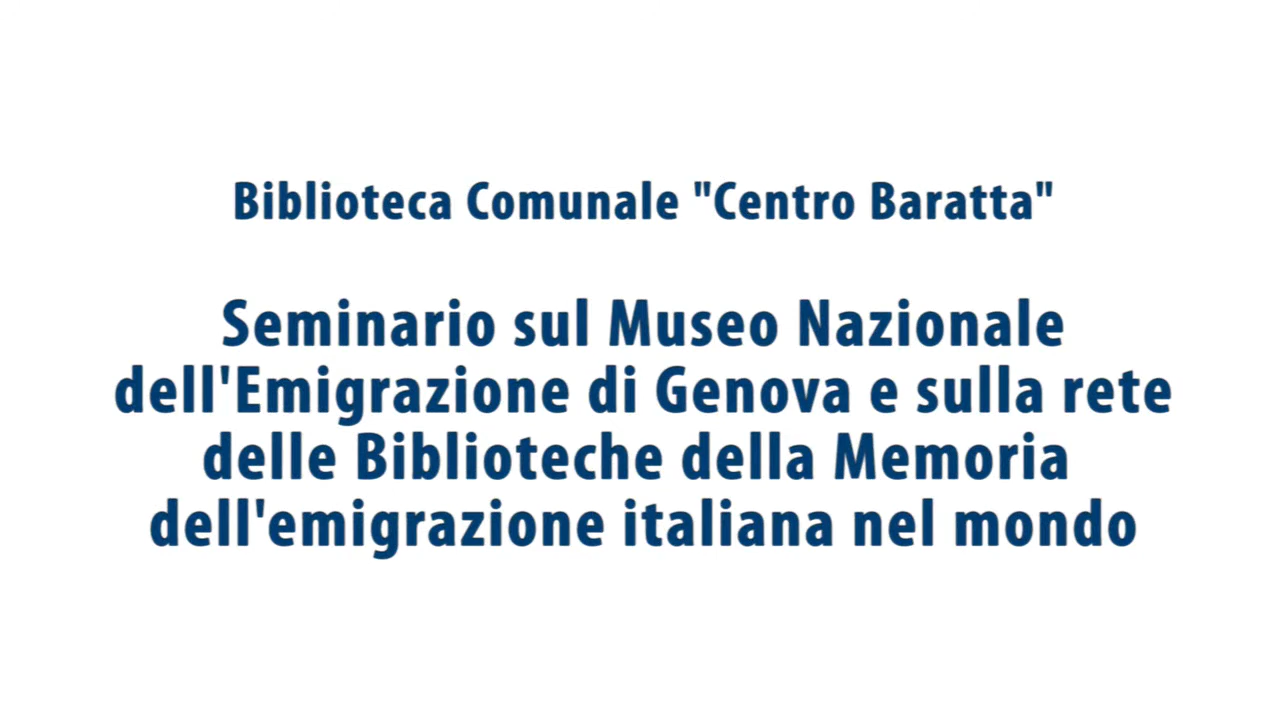 Biblioteca Comunale "Centro Baratta"
Seminario sul Museo Nazionale
dell'Emigrazione di Genova e sulla rete
delle Biblioteche della Memoria
dell'emigrazione italiana nel mondo